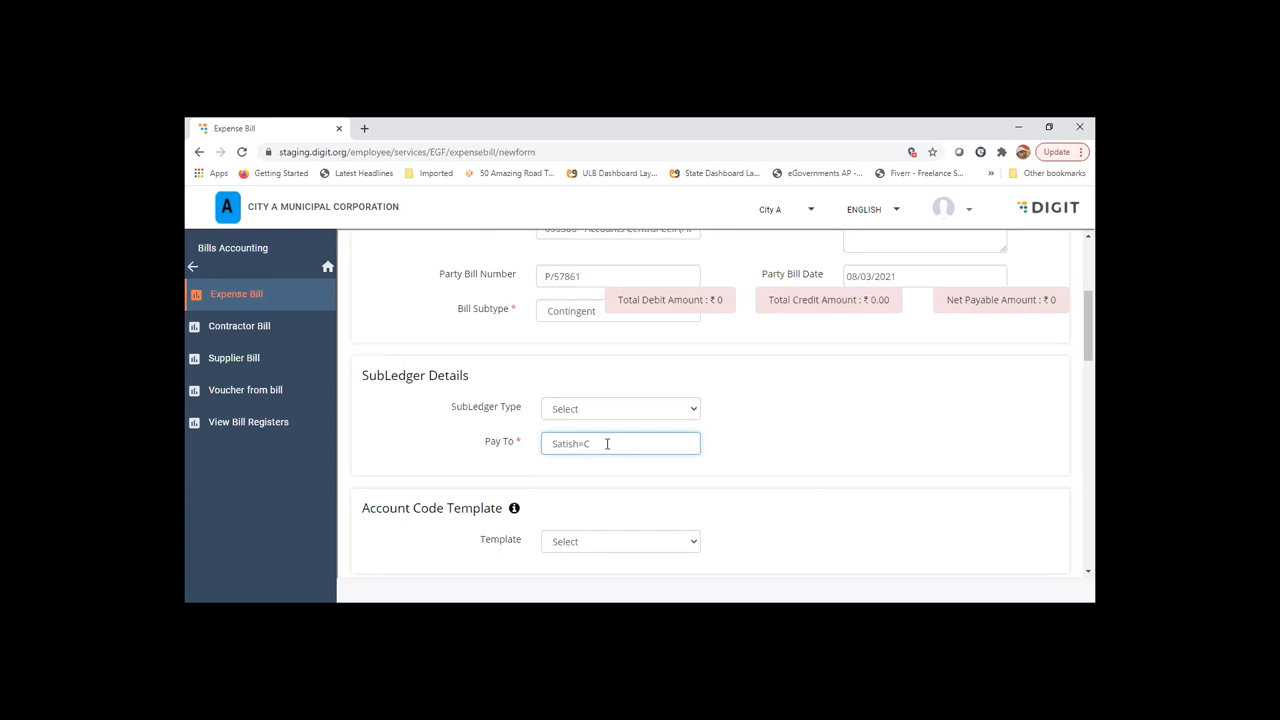 Expense Bill
staging.digit.org/employee/services/EGF/expensebill/newform
Update
Apps Getting Started Latest Headlines Imported 50 Amazing Road T... ULB Dashboard Lay... State Dashboard La... eGovernments AP -... Fiverr - Freelance S... » Other bookmarks
A CITY A MUNICIPAL CORPORATION City A ENGLISH DIGIT
Bills Accounting
Expense Bill
Contractor Bill
Supplier Bill
Voucher from bill
View Bill Registers
Party Bill Number P/57861 Party Bill Date 08/03/2021
Total Debit Amount : ₹ 0 Total Credit Amount : ₹ 0.00 Net Payable Amount : ₹ 0
Bill Subtype * Contingent
SubLedger Details
SubLedger Type Select
Pay To * Satish=C
Account Code Template
Template Select